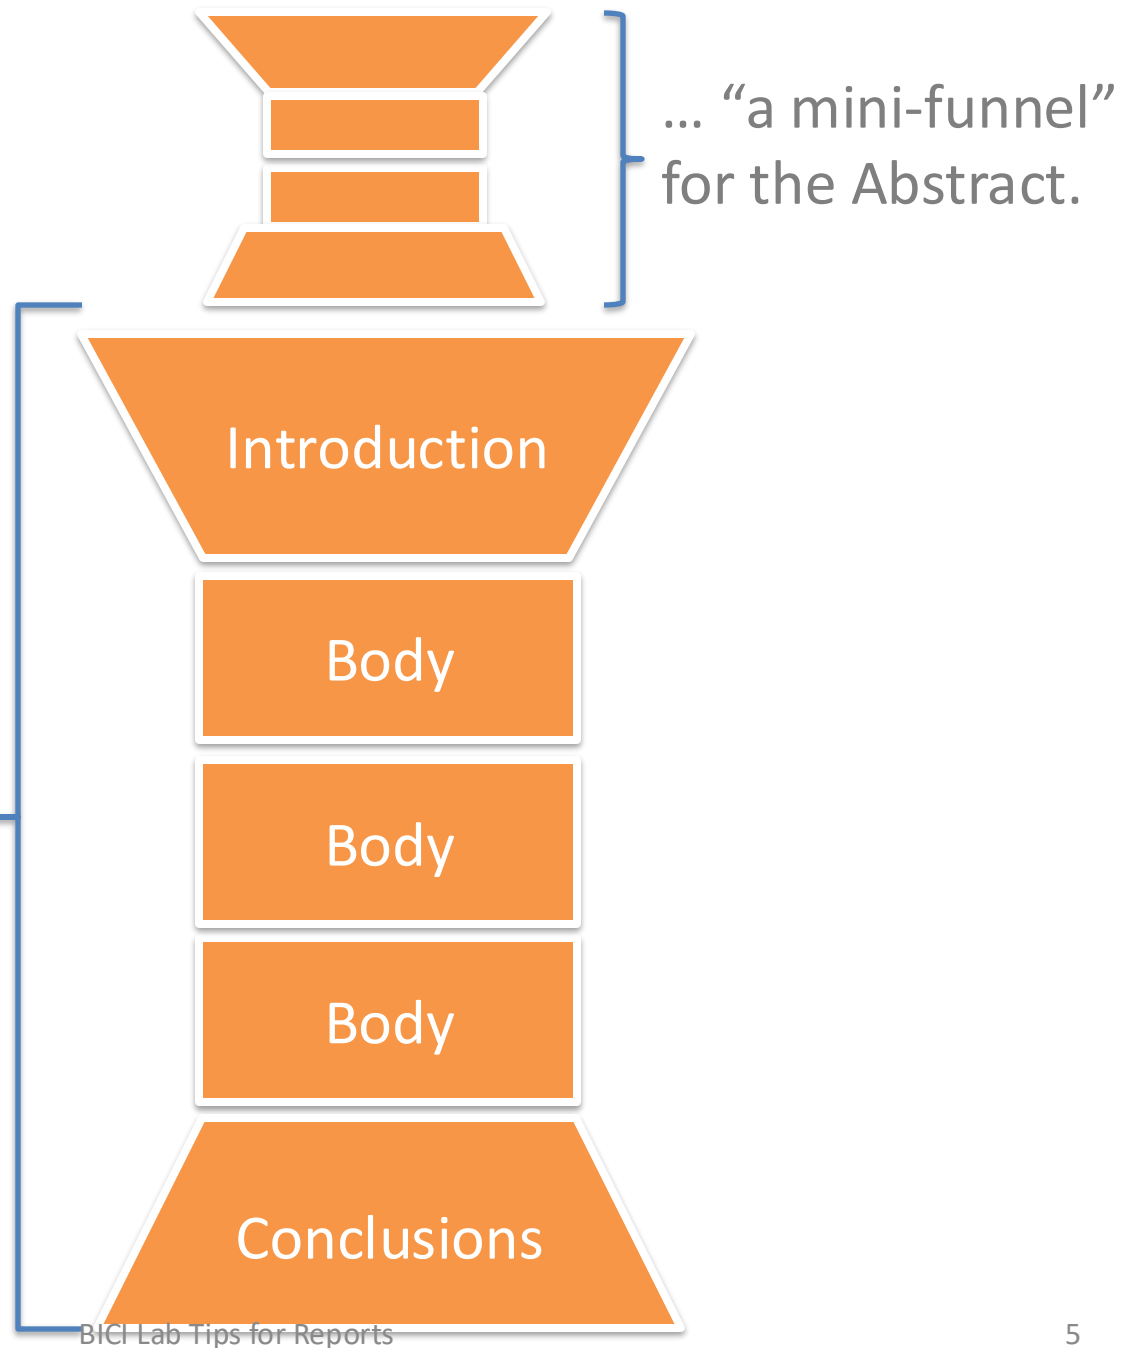 … “a mini-funnel”
for the Abstract.
Introduction
Body
Body
Body
Conclusions
BICI Lab Tips for Reports
5